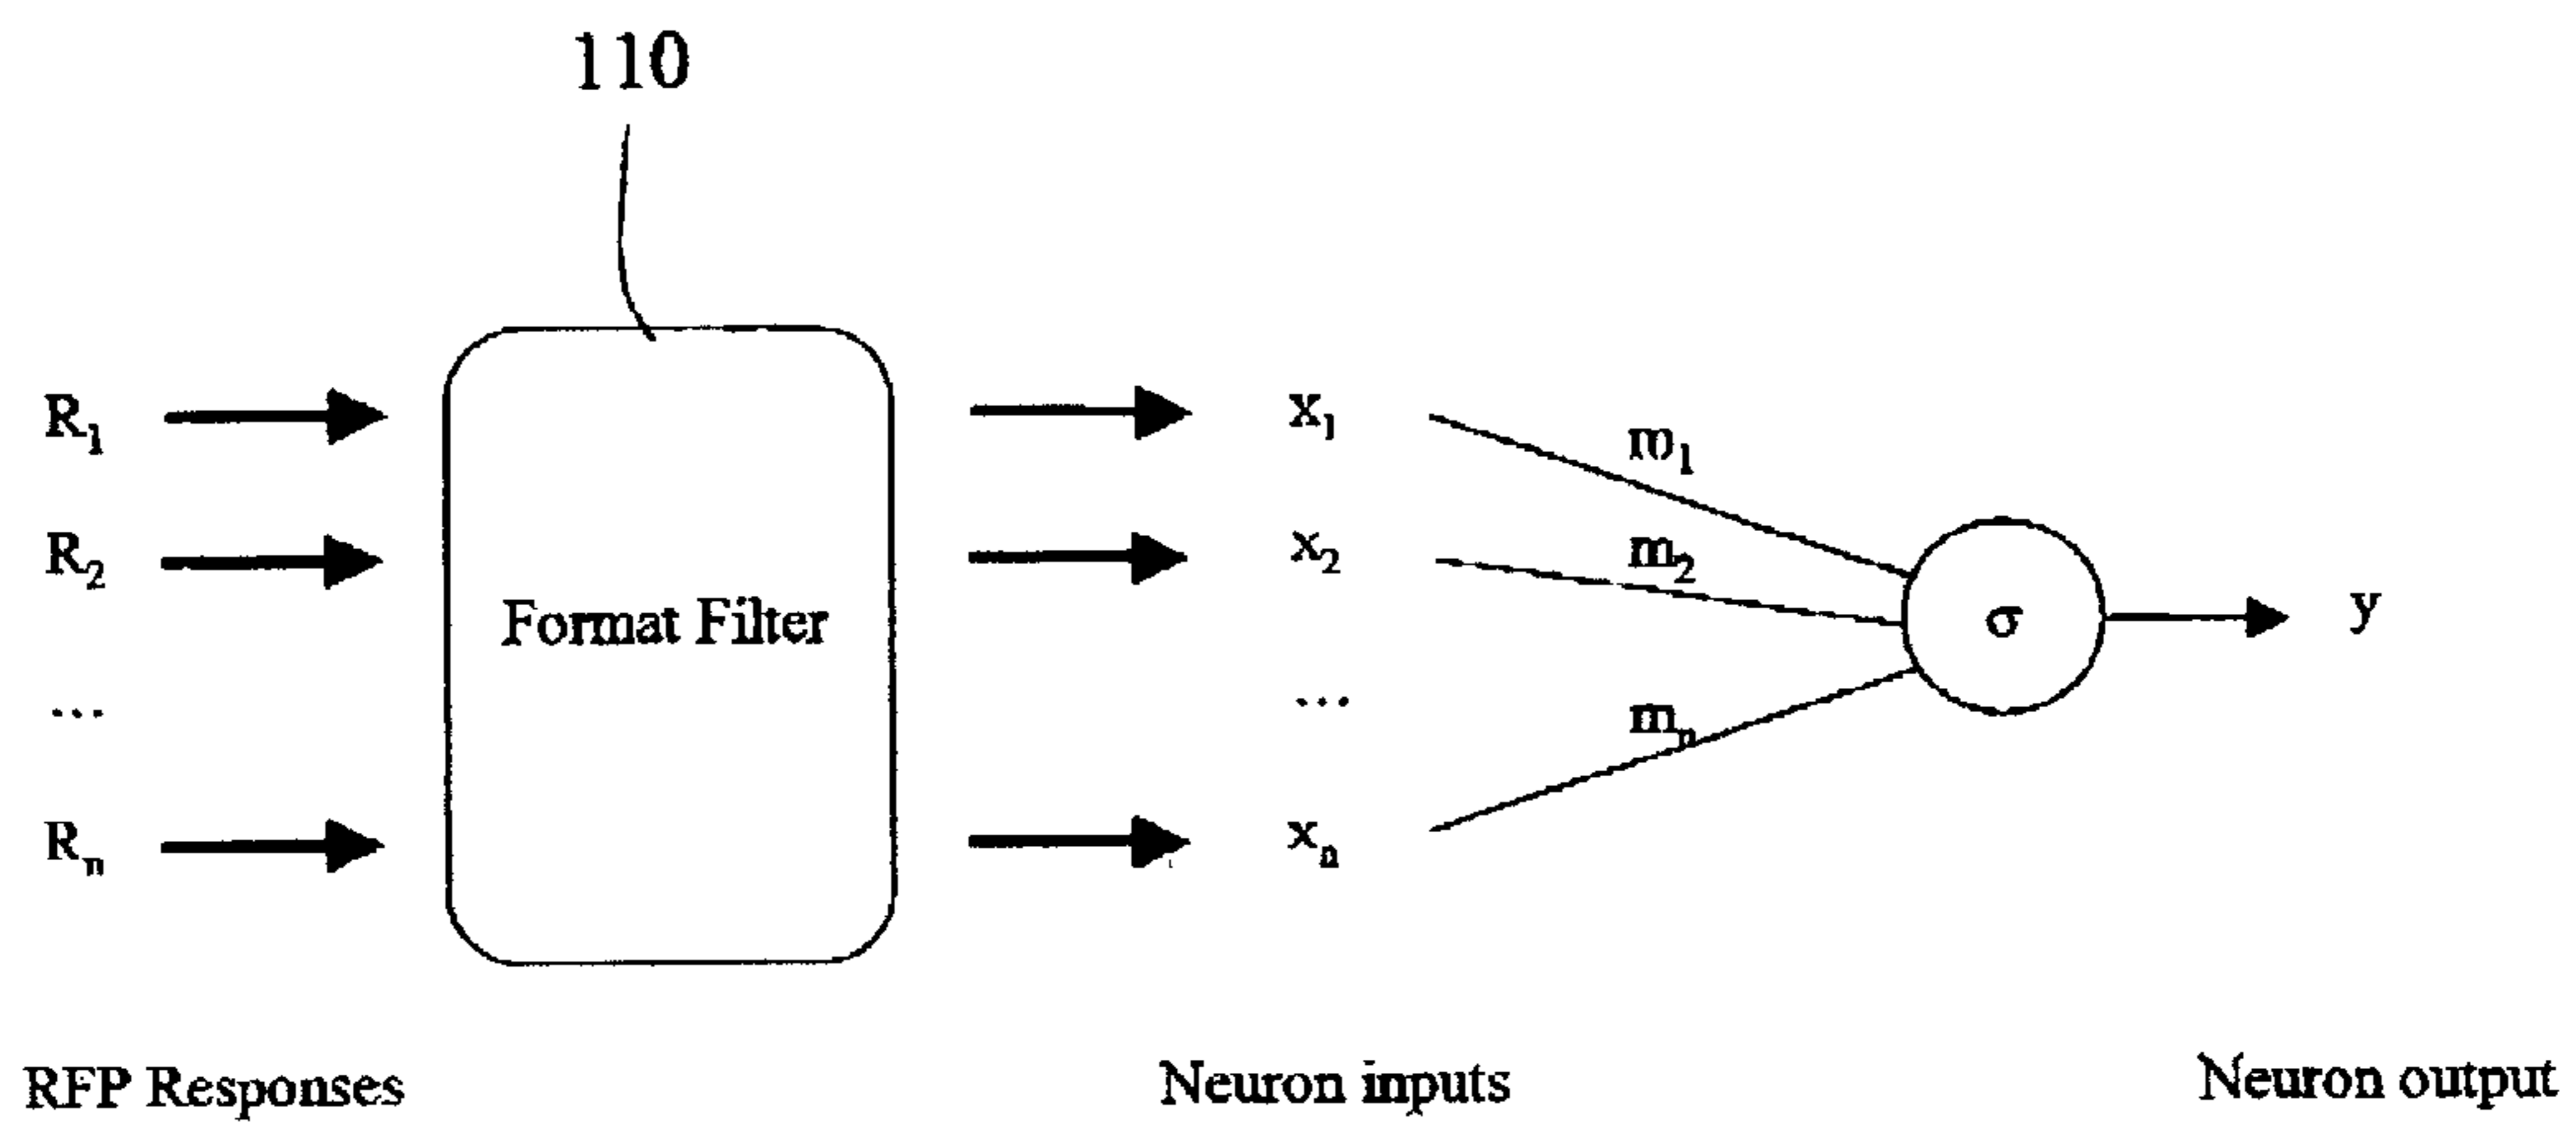 110
R₁ x₁ m₁
R₂ x₂ m₂
Format Filter σ y
... ...
Rₙ xₙ mₙ
RFP Responses Neuron inputs Neuron output